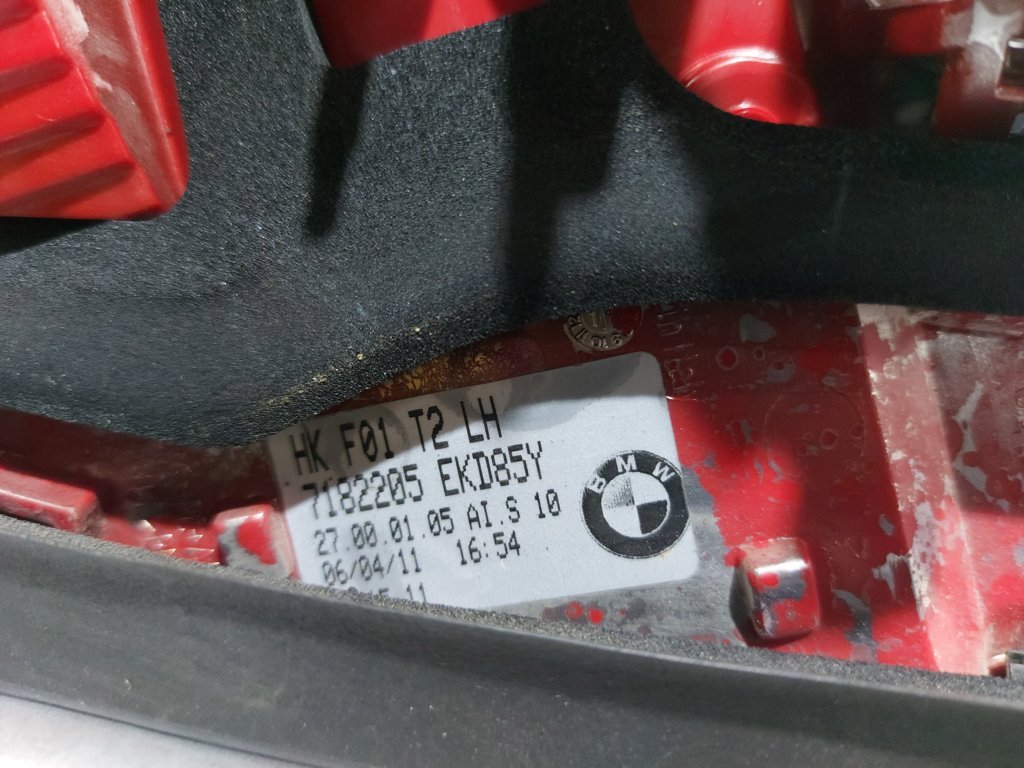 HK F01 T2 LH
7182205 EKD85Y
27.00.01.05 AI.S 10
06/04/11 16:54
BMW